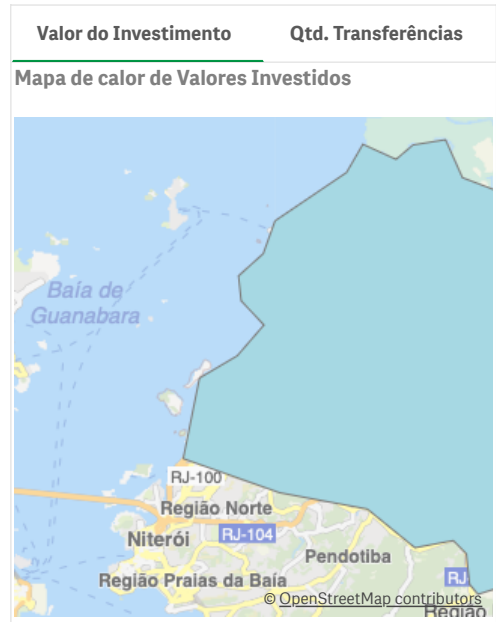 Valor do Investimento
Qtd. Transferências
Mapa de calor de Valores Investidos
Baía de
Guanabara
RJ-100
Região Norte
Niterói
RJ-104
Pendotiba
Região Praias da Baía
RJ
© OpenStreetMap contributors
Região